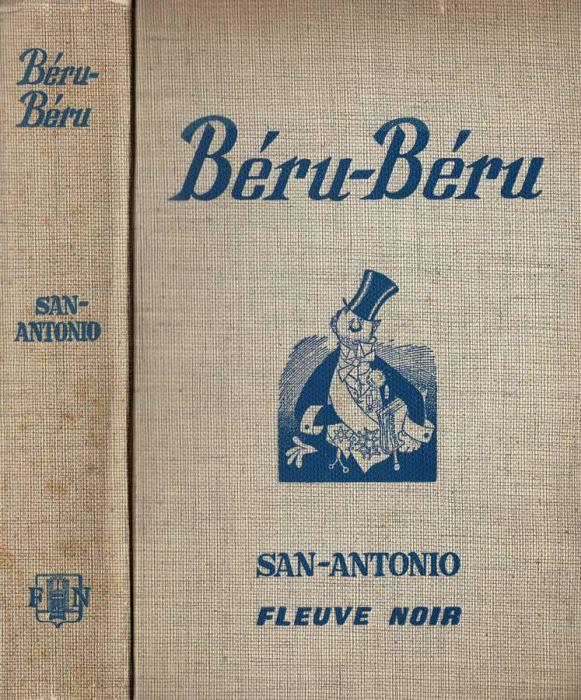 Béru-
Béru
SAN-
ANTONIO
F N
Béru-Béru
SAN-ANTONIO
FLEUVE NOIR